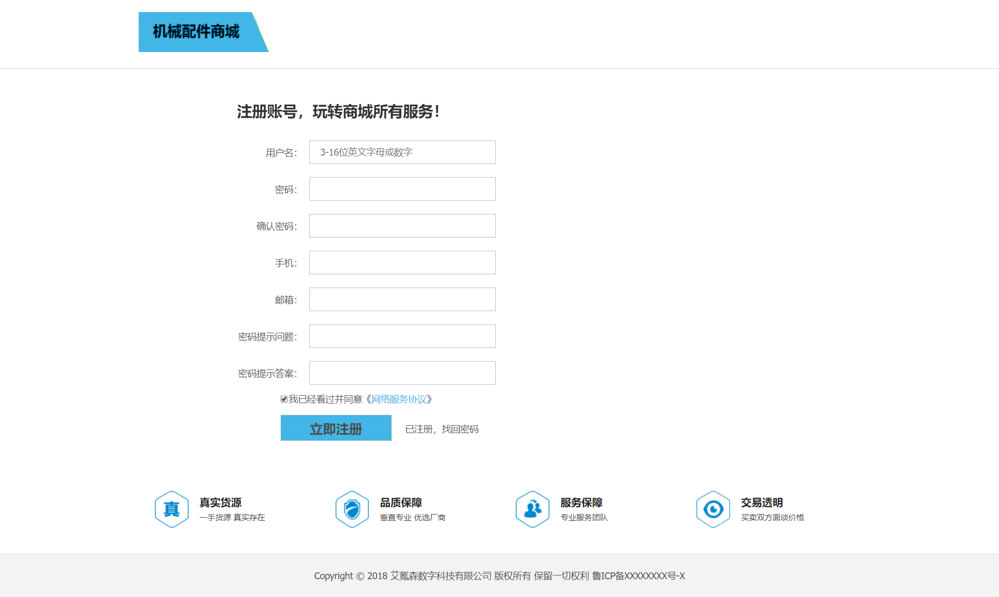 机械配件商城
注册账号，玩转商城所有服务！
用户名： 3-16位英文字母或数字
密码：
确认密码：
手机：
邮箱：
密码提示问题：
密码提示答案：
我已经看过并同意《网络服务协议》
立即注册 已注册，找回密码
真 真实货源 品质保障 服务保障 交易透明
一手货源 真实存在 垂直专业 优选厂商 专业服务团队 买卖双方面谈价格
Copyright © 2018 艾氪森数字科技有限公司 版权所有 保留一切权利 鲁ICP备XXXXXXXX号-X